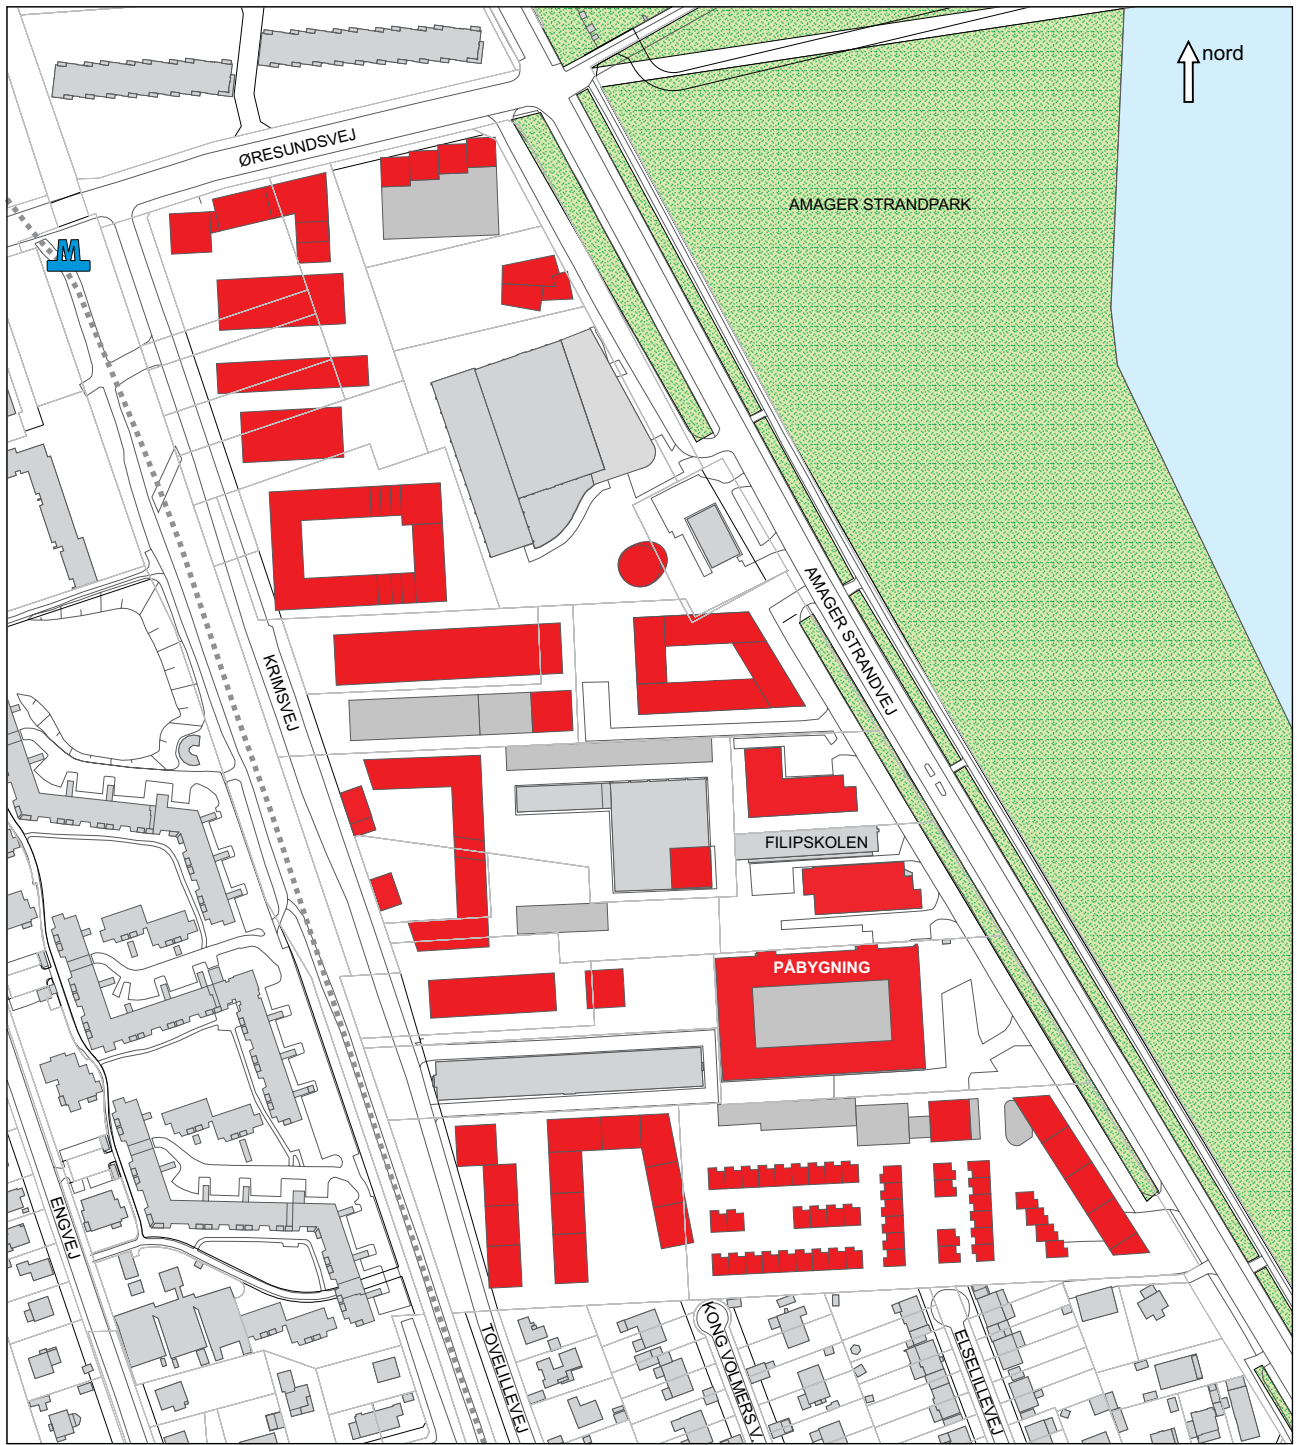 nord
ØRESUNDSVEJ
AMAGER STRANDPARK
M
AMAGER STRANDVEJ
KRIMSVEJ
FILIPSKOLEN
PÅBYGNING
ENGVEJ
TOVELILLEVEJ
KONG VOLMERS V.
ELSELILLEVEJ